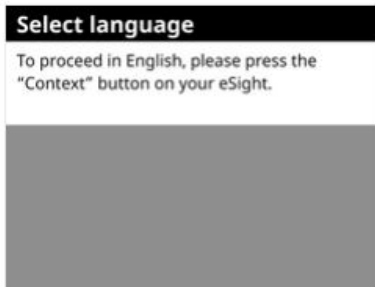 Select language
To proceed in English, please press the
“Context” button on your eSight.